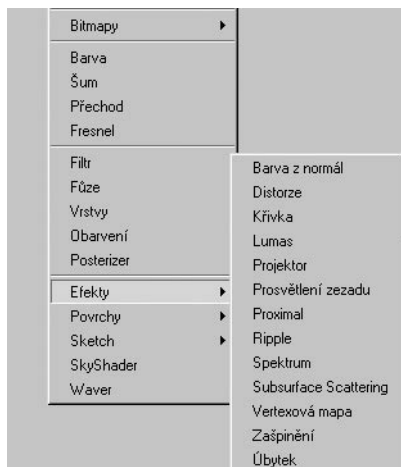 Bitmapy
Barva
Šum
Přechod
Fresnel
Filtr
Fůze
Vrstvy
Obarvení
Posterizer
Efekty
Povrchy
Sketch
SkyShader
Waver
Barva z normál
Distorze
Křivka
Lumas
Projektor
Prosvětlení zezadu
Proximal
Ripple
Spektrum
Subsurface Scattering
Vertexová mapa
Zašpinění
Úbytek